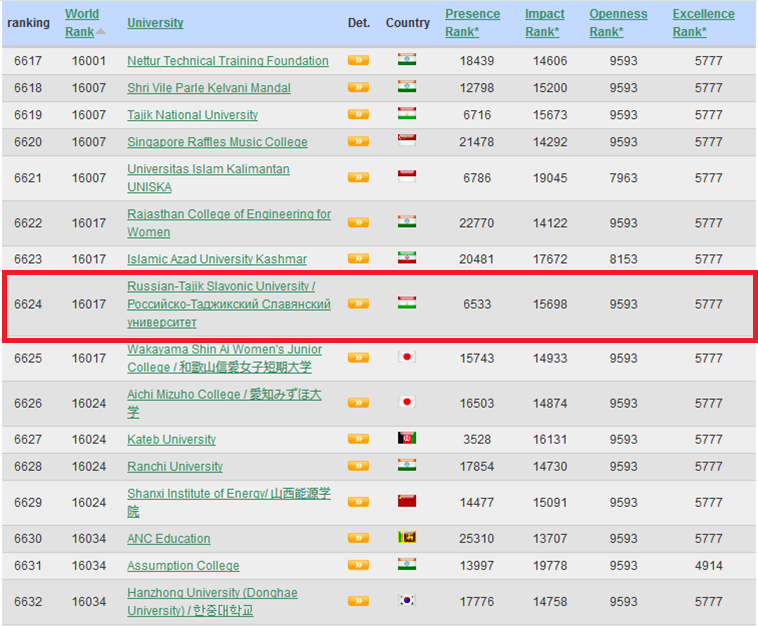 ranking World Rank University Det. Country Presence Rank* Impact Rank* Openness Rank* Excellence Rank*
6617 16001 Nettur Technical Training Foundation 18439 14606 9593 5777
6618 16007 Shri Vile Parle Kelvani Mandal 12798 15200 9593 5777
6619 16007 Tajik National University 6716 15673 9593 5777
6620 16007 Singapore Raffles Music College 21478 14292 9593 5777
6621 16007 Universitas Islam Kalimantan UNISKA 6786 19045 7963 5777
6622 16017 Rajasthan College of Engineering for Women 22770 14122 9593 5777
6623 16017 Islamic Azad University Kashmar 20481 17672 8153 5777
6624 16017 Russian-Tajik Slavonic University / Российско-Таджикский Славянский университет 6533 15698 9593 5777
6625 16017 Wakayama Shin Ai Women's Junior College / 和歌山信愛女子短期大学 15743 14933 9593 5777
6626 16024 Aichi Mizuho College / 愛知みずほ大学 16503 14874 9593 5777
6627 16024 Kateb University 3528 16131 9593 5777
6628 16024 Ranchi University 17854 14730 9593 5777
6629 16024 Shanxi Institute of Energy/ 山西能源学院 14477 15091 9593 5777
6630 16034 ANC Education 25310 13707 9593 5777
6631 16034 Assumption College 13997 19778 9593 4914
6632 16034 Hanzhong University (Donghae University) / 한중대학교 17776 14758 9593 5777